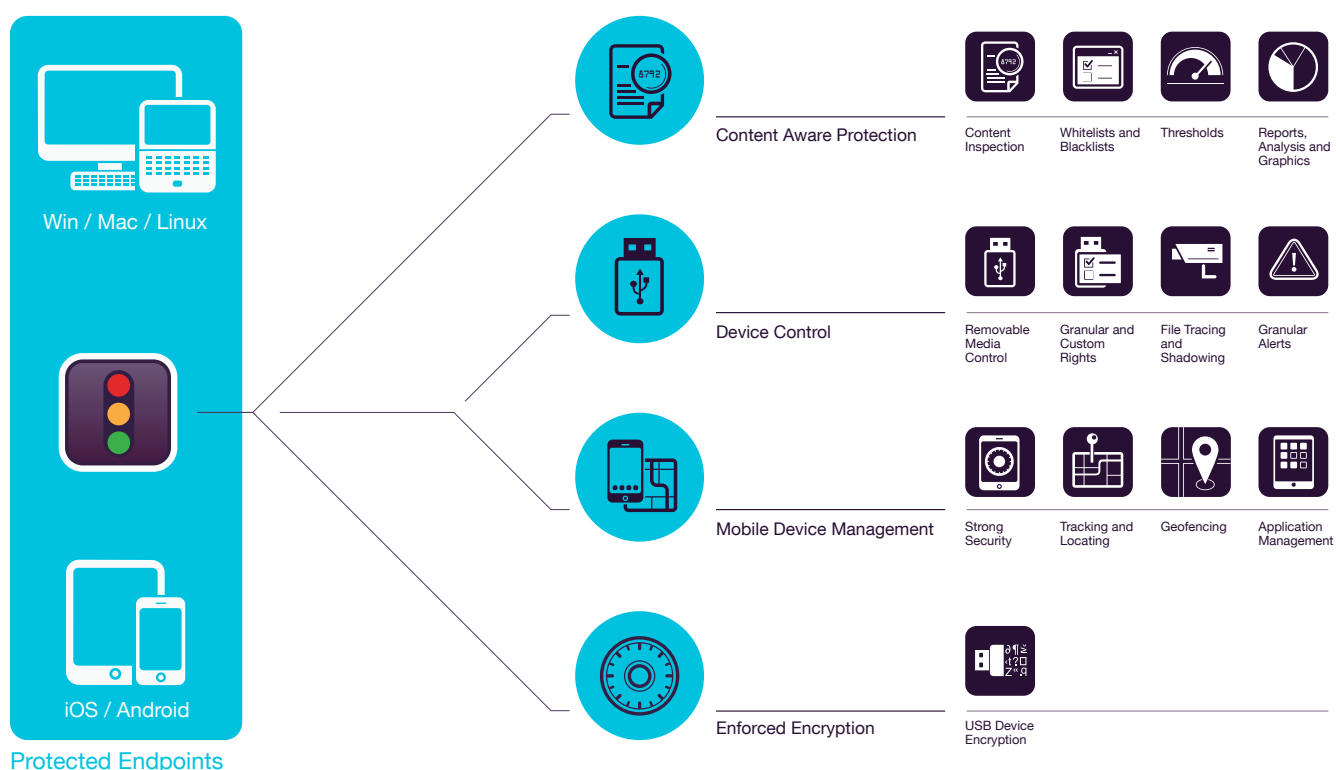 8792
Content Aware Protection
8792
Content
Inspection
Whitelists and
Blacklists
Thresholds
Reports,
Analysis and
Graphics
Win / Mac / Linux
Device Control
Removable
Media
Control
Granular and
Custom
Rights
File Tracing
and
Shadowing
Granular
Alerts
Mobile Device Management
Strong
Security
Tracking and
Locating
Geofencing
Application
Management
iOS / Android
Enforced Encryption
USB Device
Encryption
Protected Endpoints